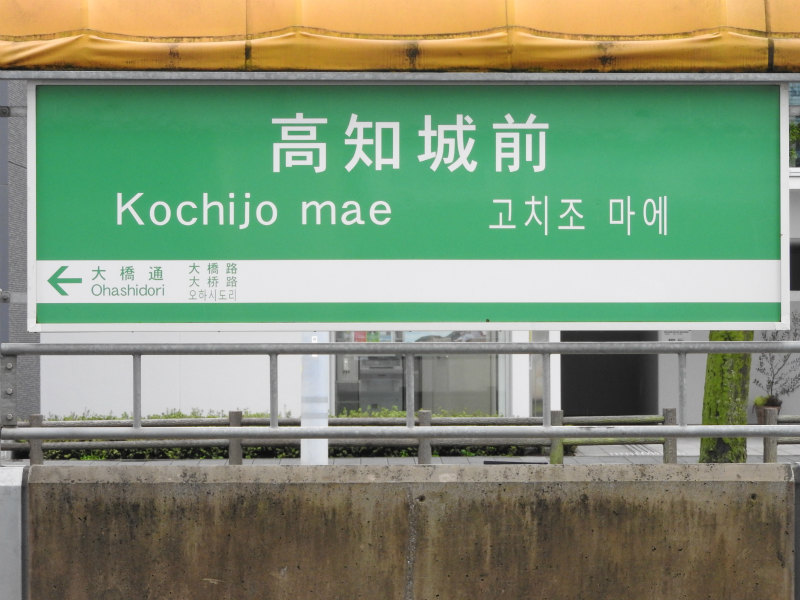 高知城前
Kochijo mae 고치조 마에
大橋通
Ohashidori
大橋路
大桥路
오하시도리